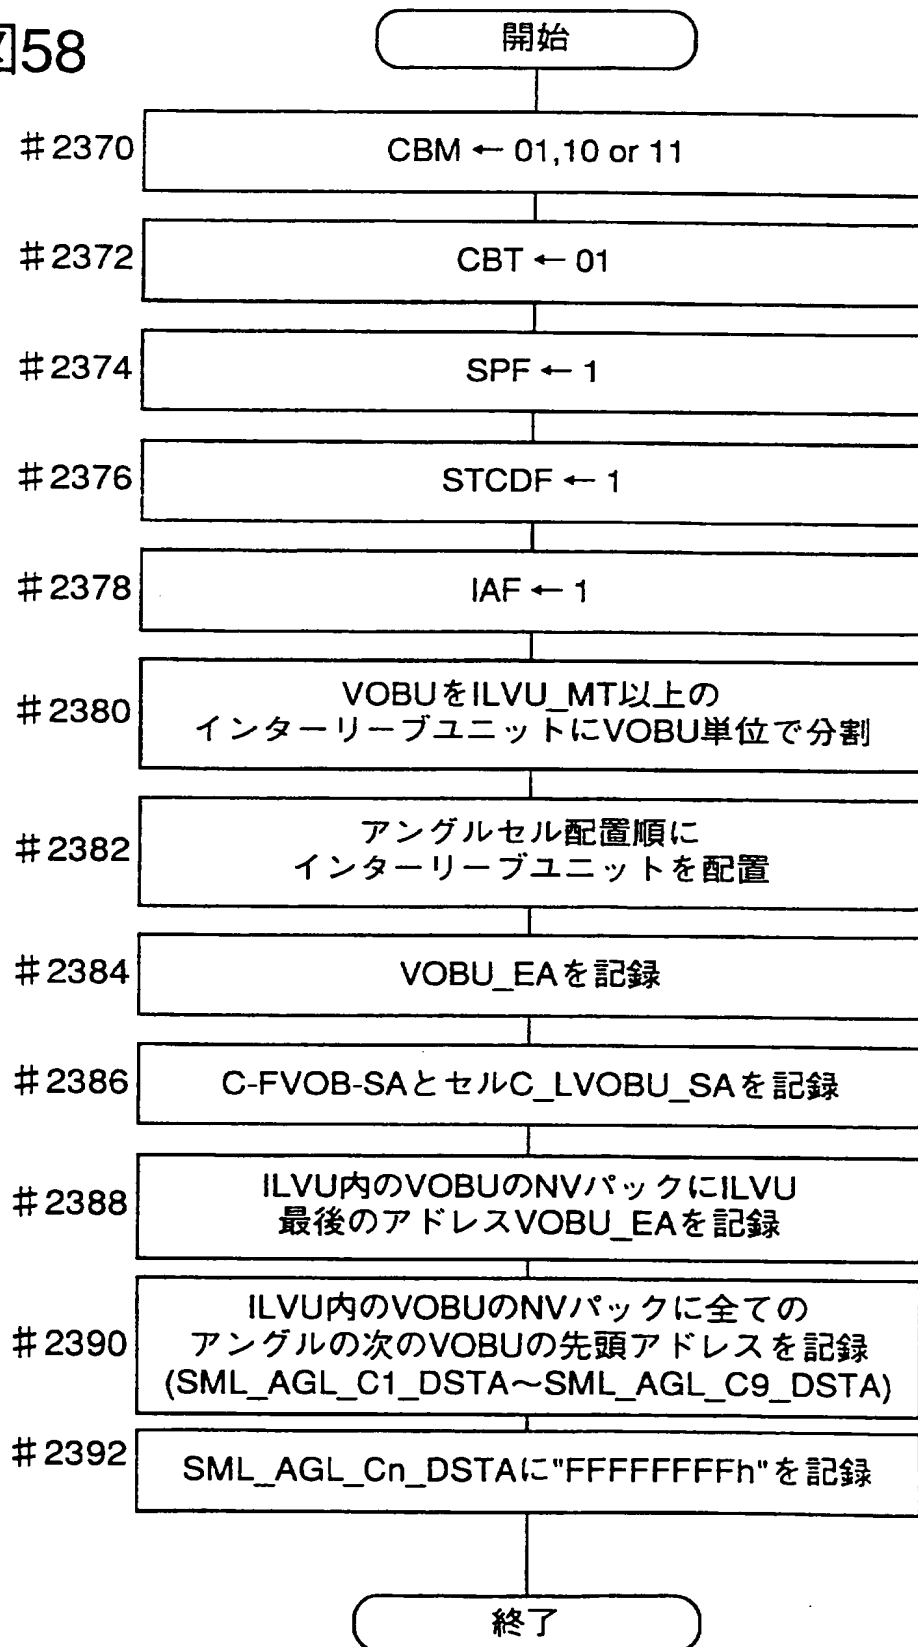 図58
開始
#2370
CBM ← 01,10 or 11
#2372
CBT ← 01
#2374
SPF ← 1
#2376
STCDF ← 1
#2378
IAF ← 1
#2380
VOBUをILVU_MT以上の
インターリーブユニットにVOBU単位で分割
#2382
アングルセル配置順に
インターリーブユニットを配置
#2384
VOBU_EAを記録
#2386
C-FVOB-SAとセルC_LVOBU_SAを記録
#2388
ILVU内のVOBUのNVパックにILVU
最後のアドレスVOBU_EAを記録
#2390
ILVU内のVOBUのNVパックに全ての
アングルの次のVOBUの先頭アドレスを記録
(SML_AGL_C1_DSTA～SML_AGL_C9_DSTA)
#2392
SML_AGL_Cn_DSTAに"FFFFFFFFh"を記録
終了